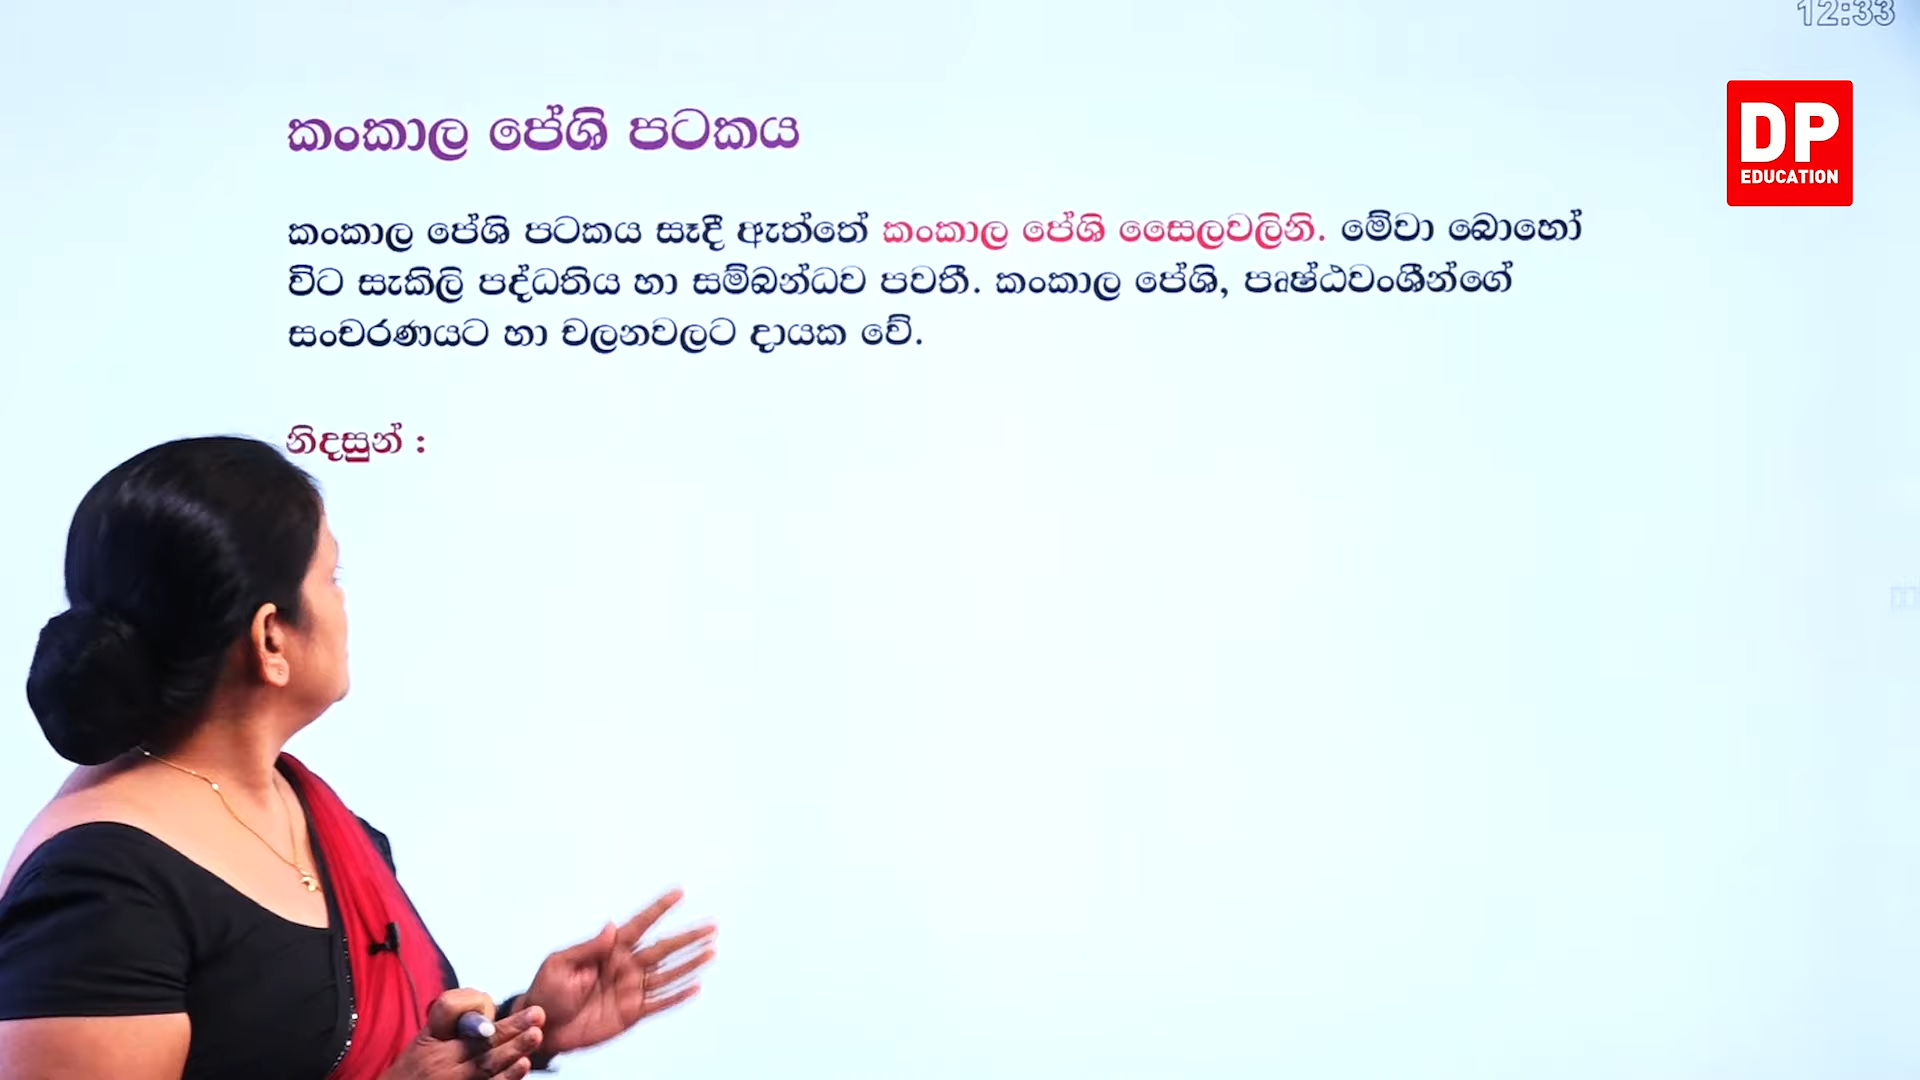 12:33
DP
EDUCATION
කංකාල පේශි පටකය
කංකාල පේශි පටකය සෑදී ඇත්තේ කංකාල පේශි සෛලවලිනි. මේවා බොහෝ
විට සැකිලි පද්ධතිය හා සම්බන්ධව පවතී. කංකාල පේශි, පෘෂ්ඨවංශීන්ගේ
සංචරණයට හා චලනවලට දායක වේ.
නිදසුන් :